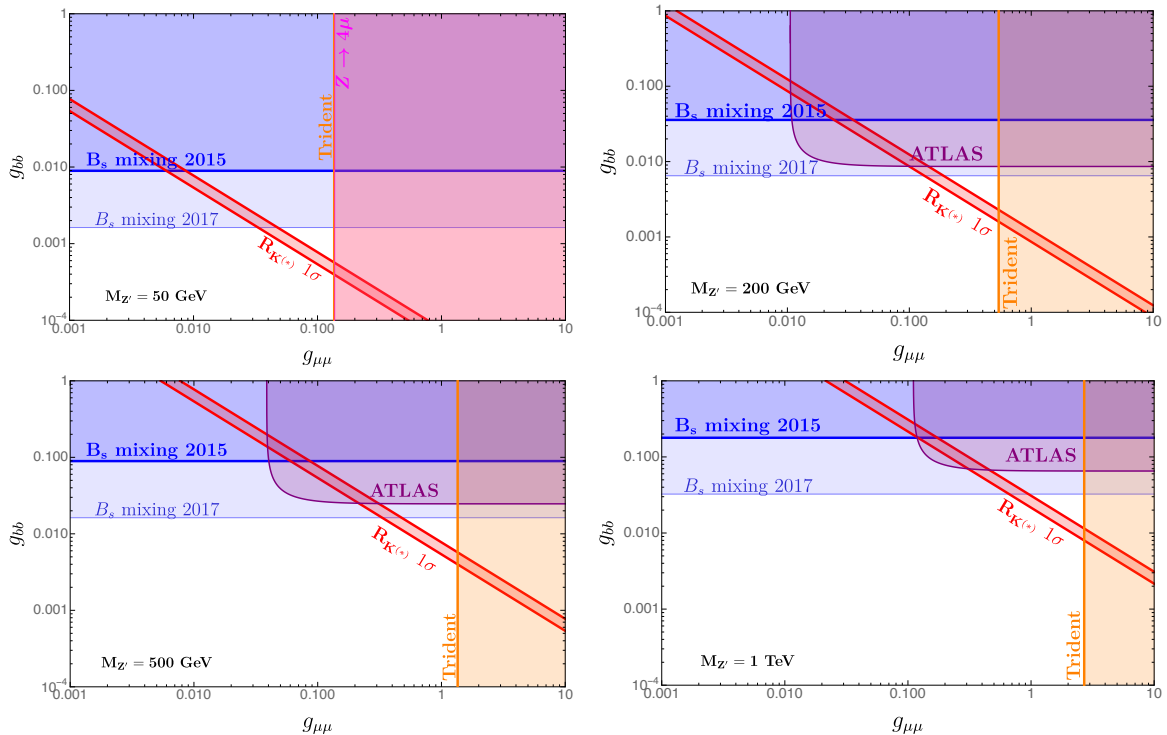 1
0.100
0.010
0.001
10⁻⁴
g_bb
Z → 4μ
Trident
B_s mixing 2015
B_s mixing 2017
R_K(*) 1σ
M_Z′ = 50 GeV
0.001 0.010 0.100 1 10
g_μμ
1
0.100
0.010
0.001
10⁻⁴
g_bb
B_s mixing 2015
ATLAS
B_s mixing 2017
R_K(*) 1σ
Trident
M_Z′ = 200 GeV
0.001 0.010 0.100 1 10
g_μμ
1
0.100
0.010
0.001
10⁻⁴
g_bb
B_s mixing 2015
ATLAS
B_s mixing 2017
R_K(*) 1σ
Trident
M_Z′ = 500 GeV
0.001 0.010 0.100 1 10
g_μμ
1
0.100
0.010
0.001
10⁻⁴
g_bb
B_s mixing 2015
ATLAS
B_s mixing 2017
R_K(*) 1σ
Trident
M_Z′ = 1 TeV
0.001 0.010 0.100 1 10
g_μμ